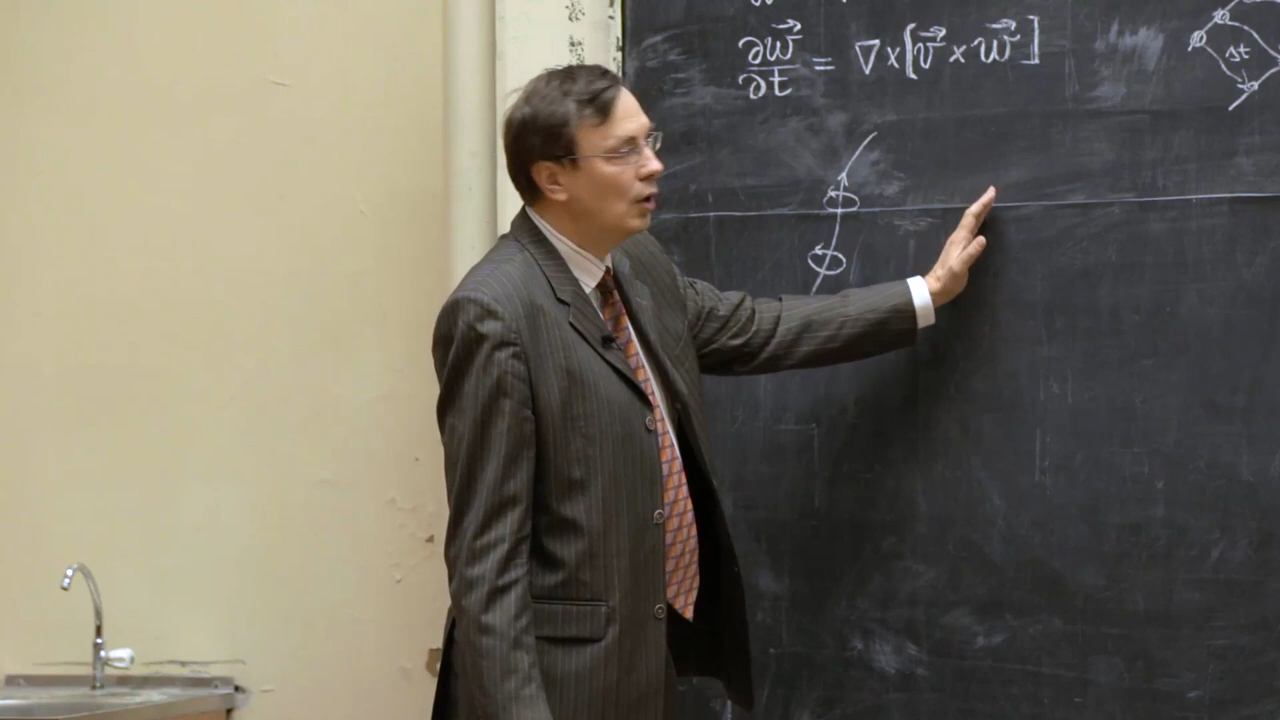 ∂w⃗/∂t = ∇×[v⃗×w⃗]
δt